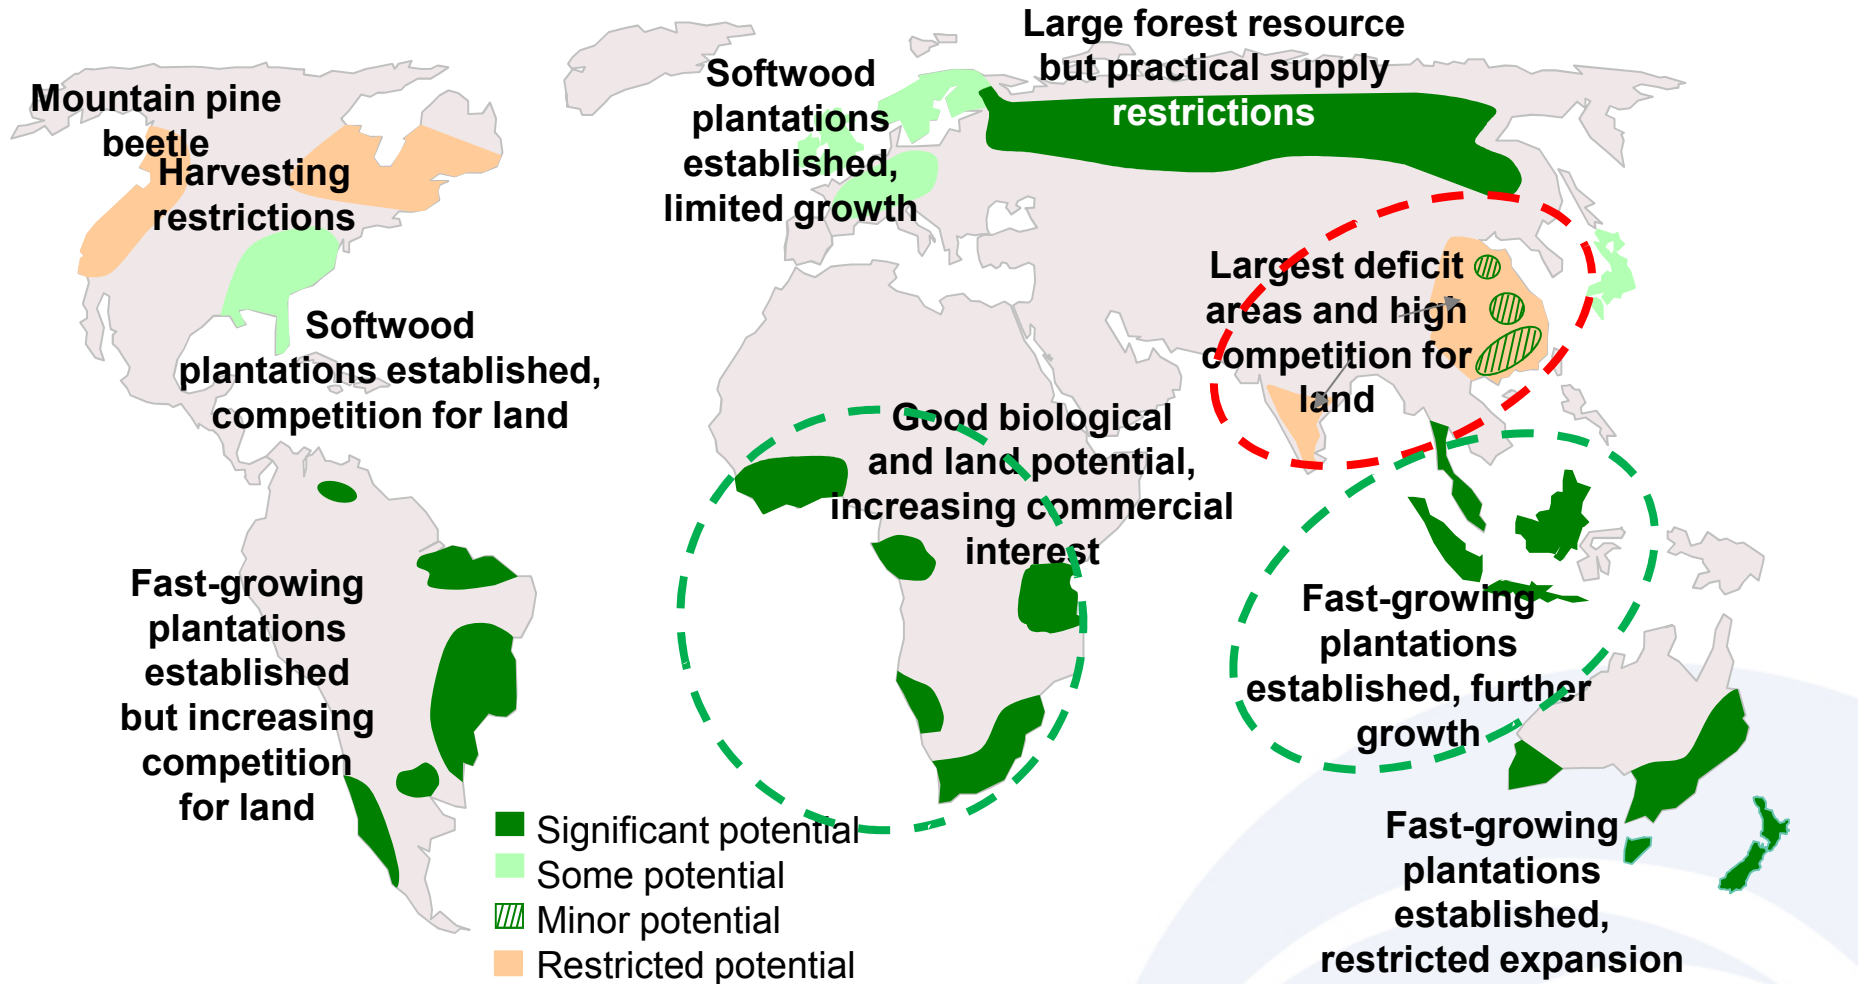 Mountain pine
beetle
Harvesting
restrictions
Softwood
plantations established,
competition for land
Fast-growing
plantations
established
but increasing
competition
for land
Softwood
plantations
established,
limited growth
Large forest resource
but practical supply
restrictions
Largest deficit
areas and high
competition for
land
Good biological
and land potential,
increasing commercial
interest
Fast-growing
plantations
established, further
growth
Fast-growing
plantations
established,
restricted expansion
Significant potential
Some potential
Minor potential
Restricted potential